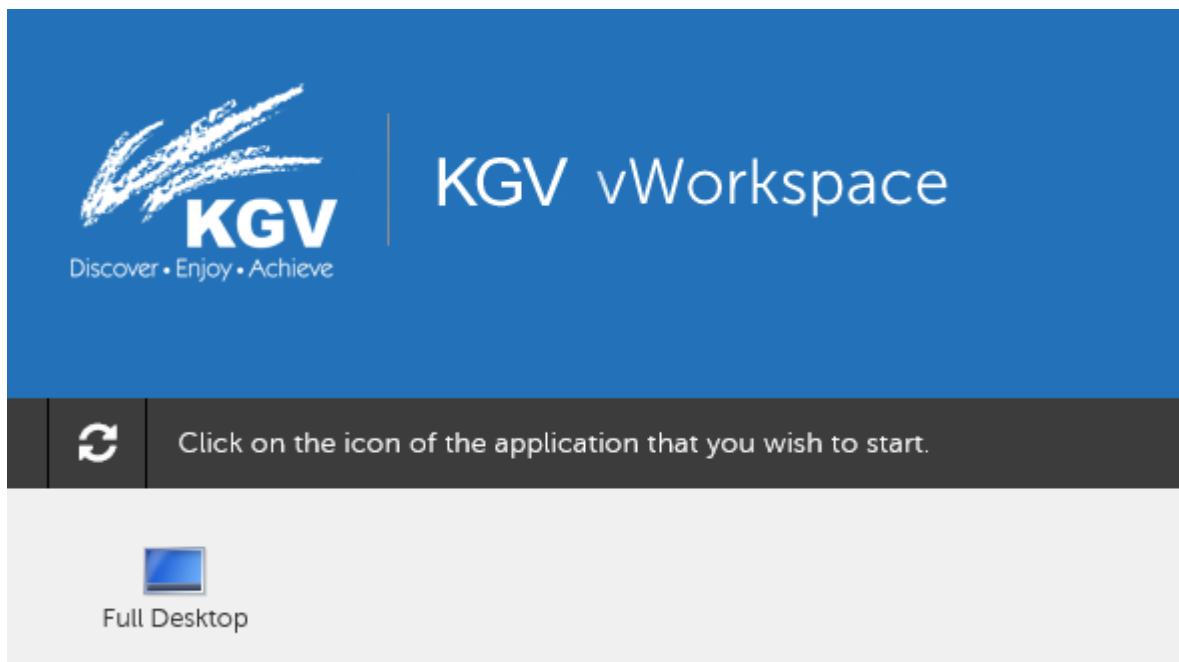 KGV
Discover • Enjoy • Achieve
KGV vWorkspace
Click on the icon of the application that you wish to start.
Full Desktop